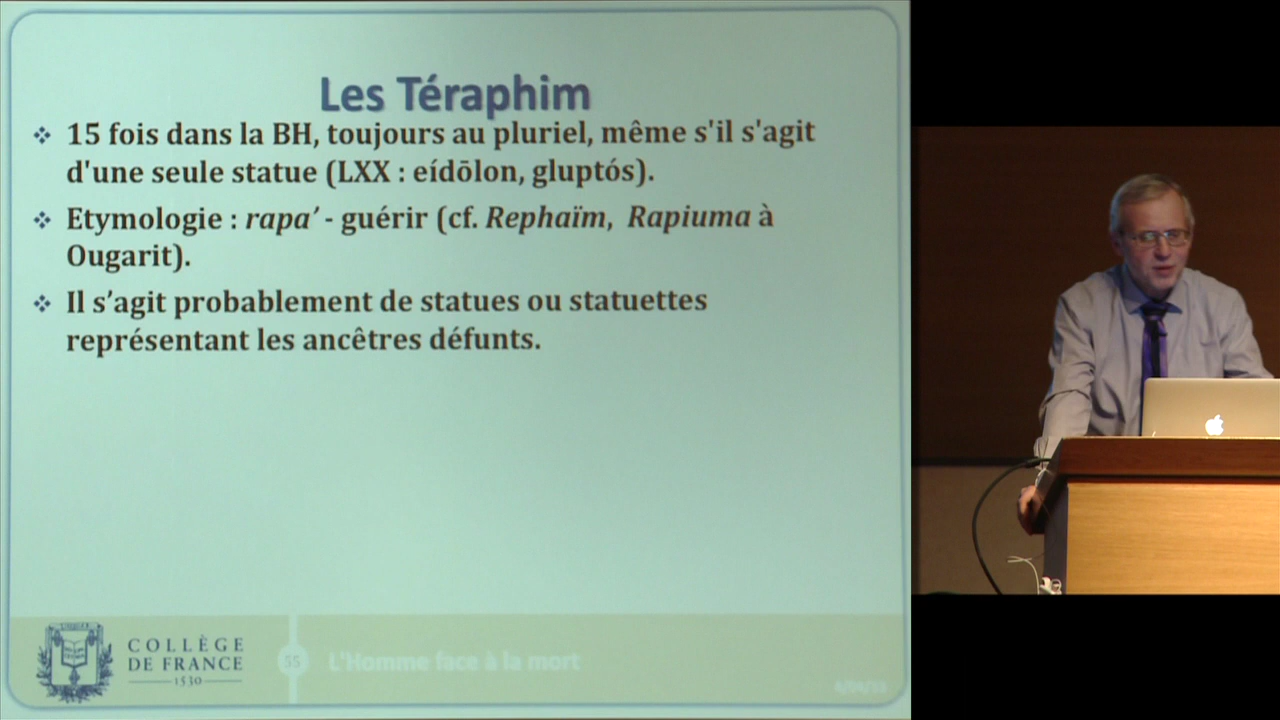 Les Téraphim
❖ 15 fois dans la BH, toujours au pluriel, même s'il s'agit
d'une seule statue (LXX : eídōlon, gluptós).
❖ Etymologie : rapa’ - guérir (cf. Rephaïm, Rapiuma à
Ougarit).
❖ Il s’agit probablement de statues ou statuettes
représentant les ancêtres défunts.
COLLÈGE
DE FRANCE
1530
55
L'Homme face à la mort